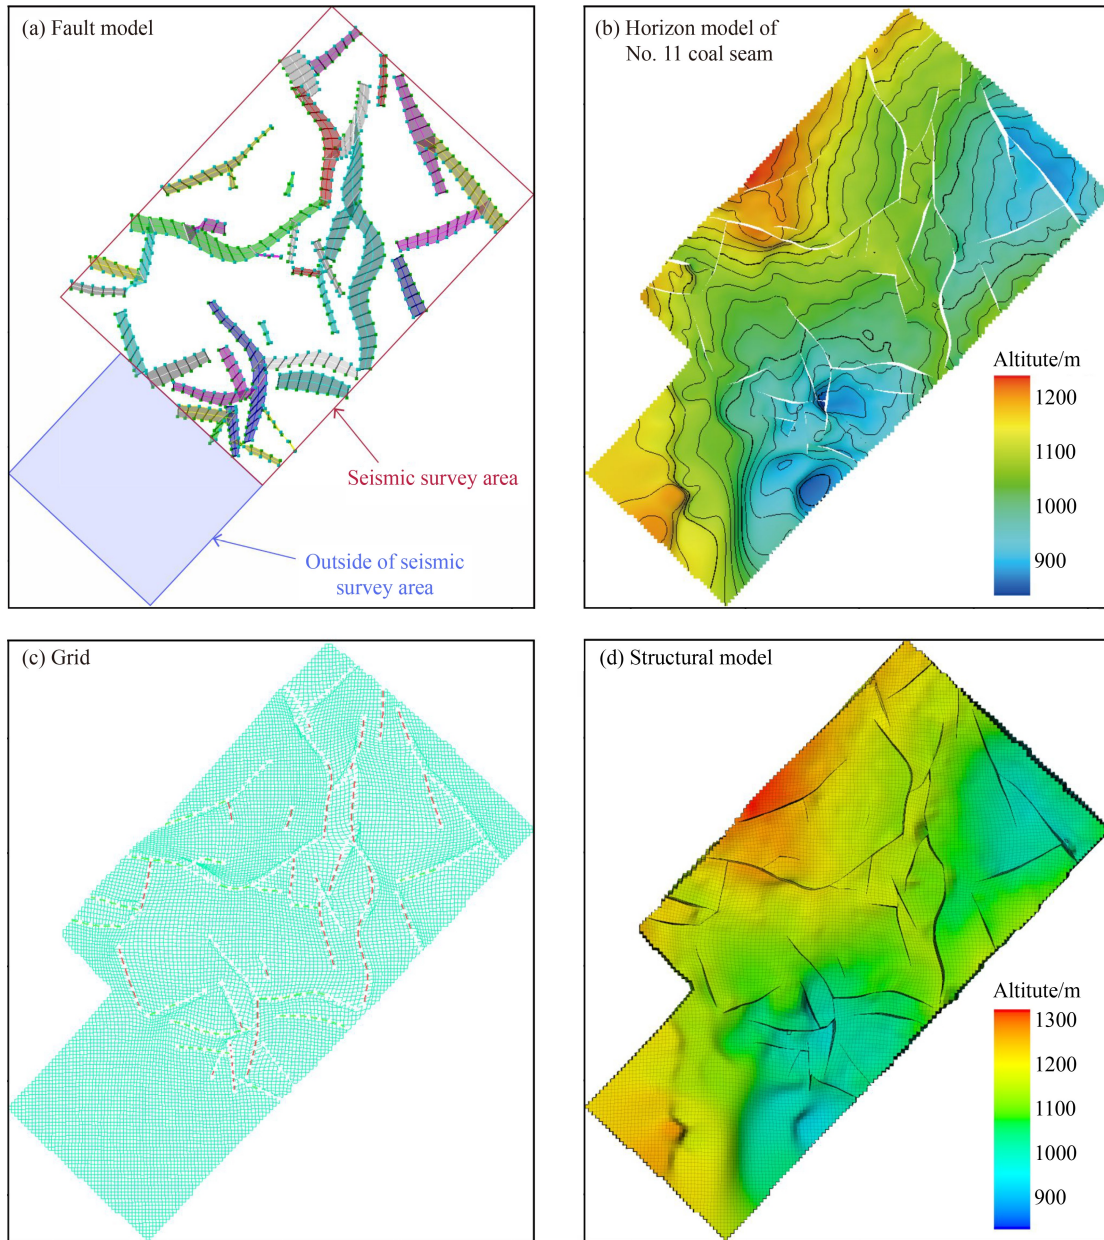 (a) Fault model
Seismic survey area
Outside of seismic
survey area
(b) Horizon model of
No. 11 coal seam
Altitute/m
1200
1100
1000
900
(c) Grid
(d) Structural model
Altitute/m
1300
1200
1100
1000
900